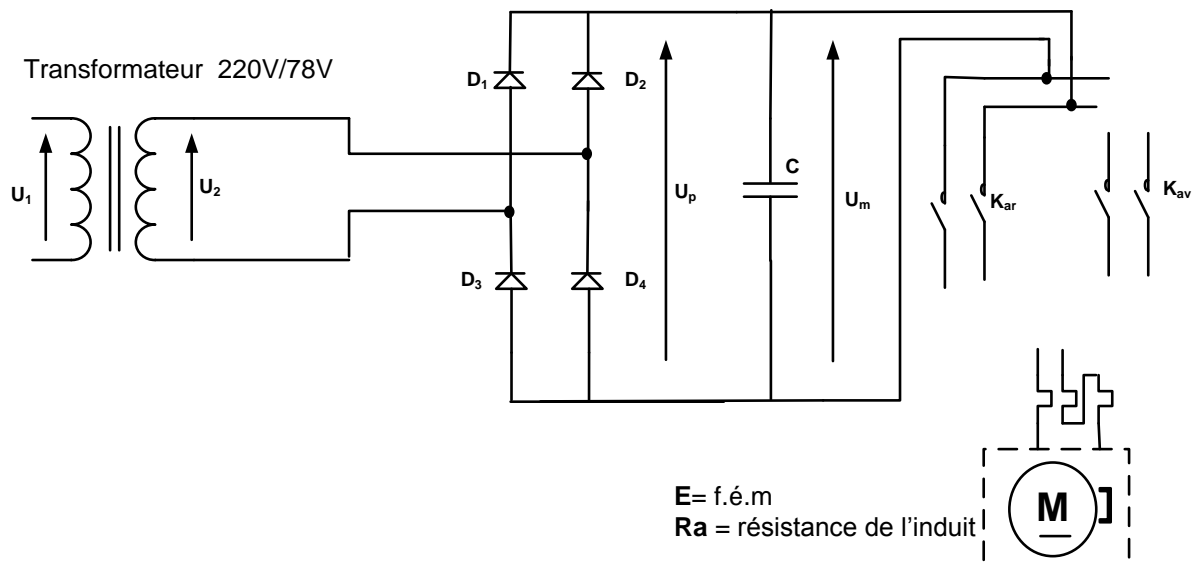 Transformateur 220V/78V
U1
U2
D1
D2
D3
D4
Up
C
Um
Kar
Kav
E= f.é.m
Ra = résistance de l'induit
M